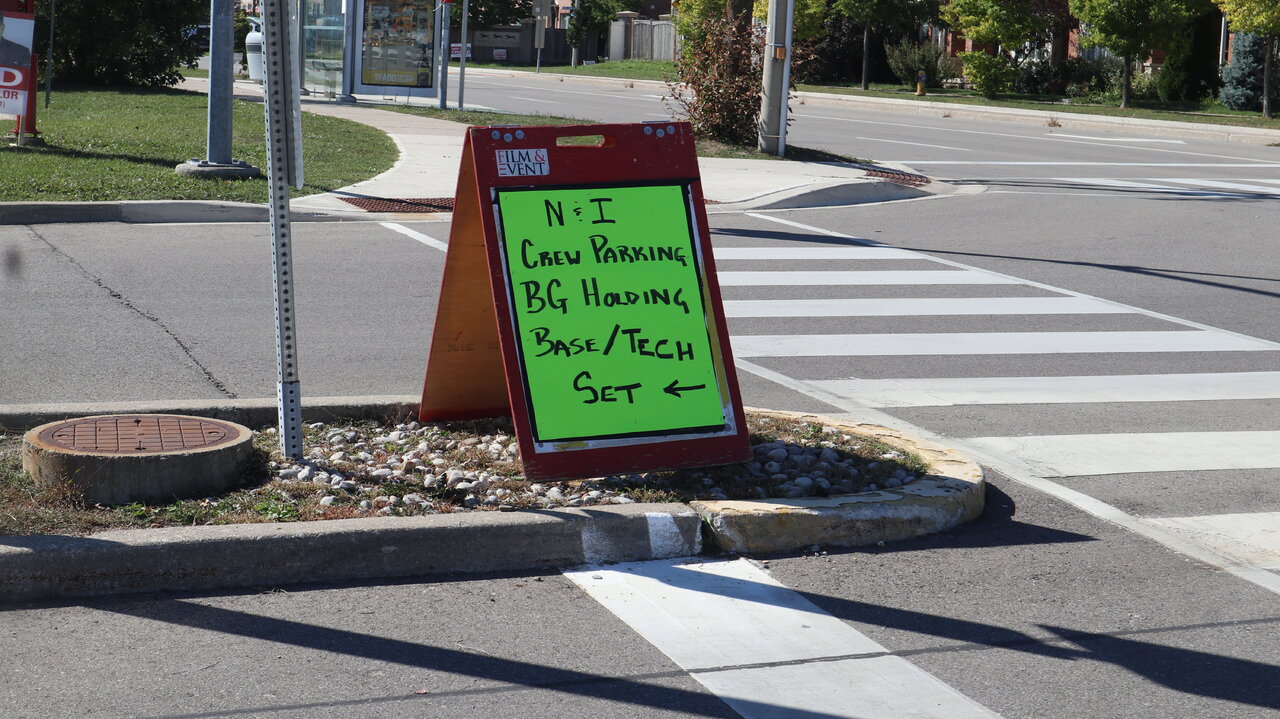 FILM &
EVENT
N & I
CREW PARKING
BG HOLDING
BASE/TECH
SET ←
D